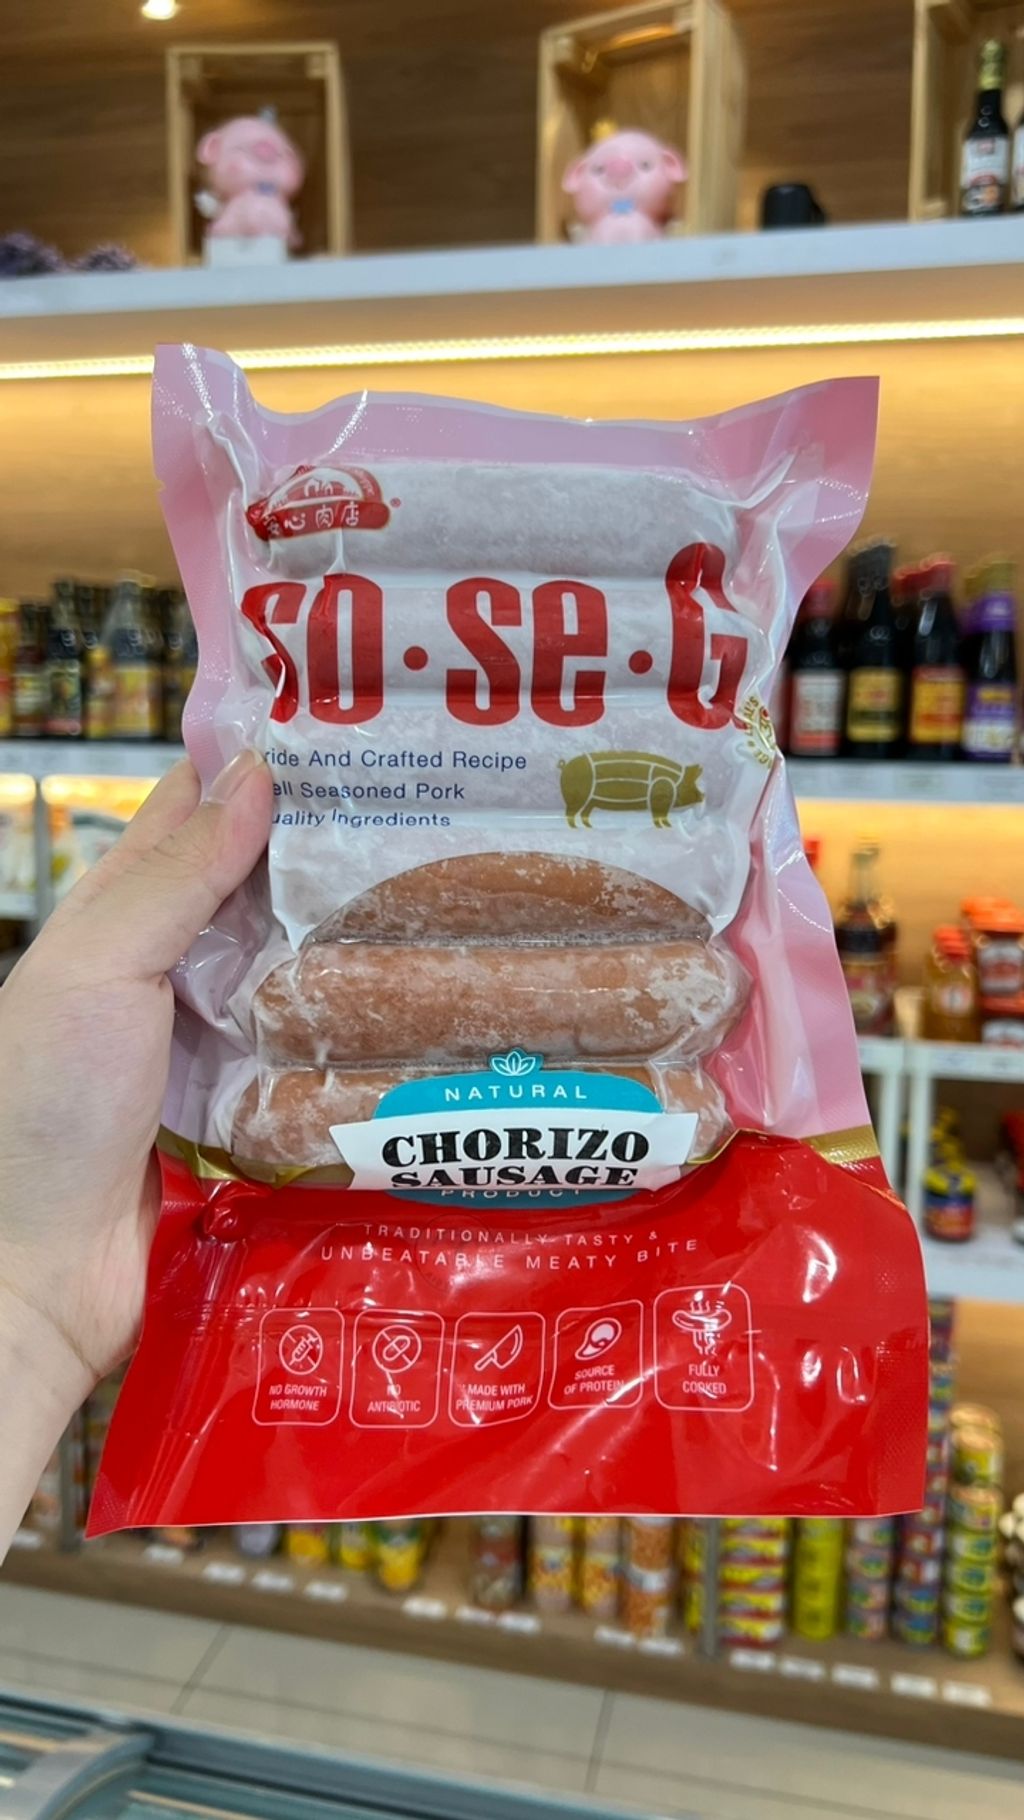 心肉店
®
so·se·G
ride And Crafted Recipe
ell Seasoned Pork
uality Ingredients
NATURAL
CHORIZO
SAUSAGE
PRODUCT
TRADITIONALLY TASTY &
UNBEATABLE MEATY BITE
NO GROWTH
HORMONE
NO
ANTIBIOTIC
MADE WITH
PREMIUM PORK
SOURCE
OF PROTEIN
FULLY
COOKED